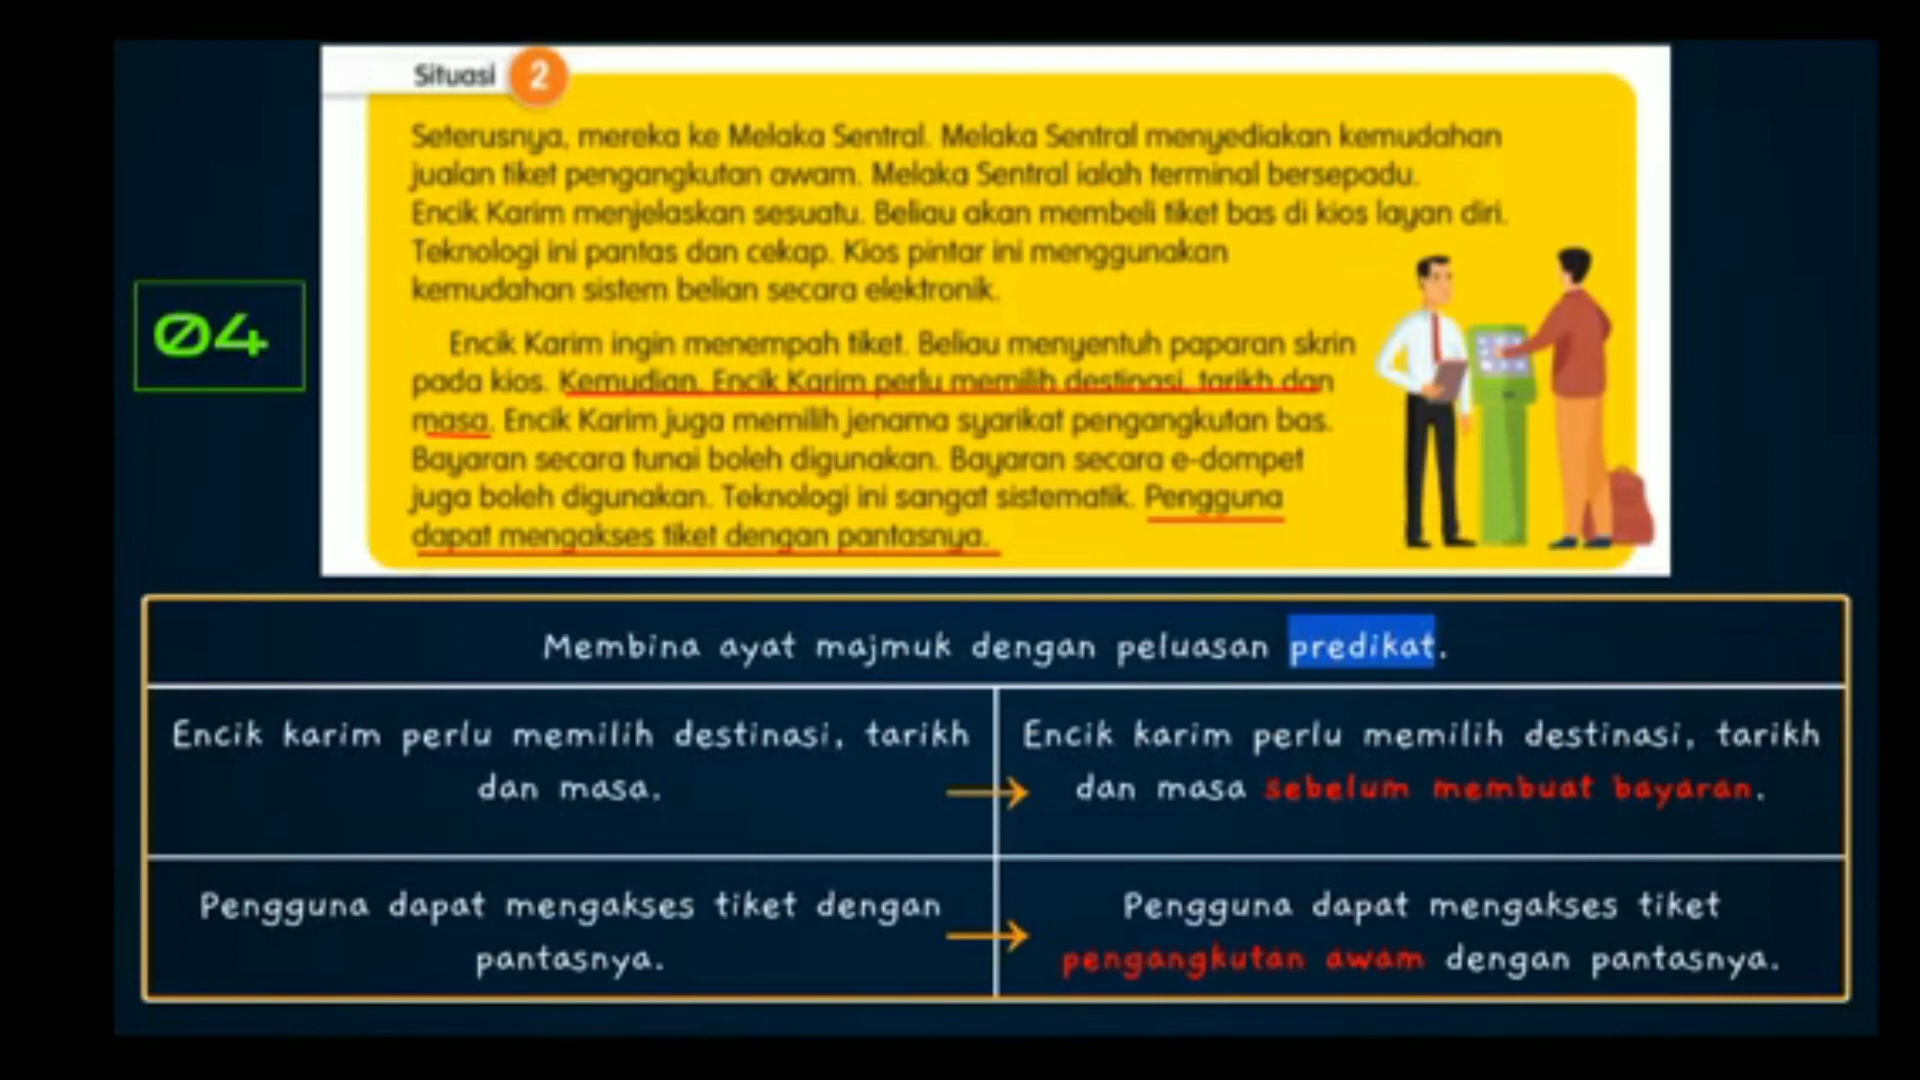 Situasi 2
Seterusnya, mereka ke Melaka Sentral. Melaka Sentral menyediakan kemudahan
jualan tiket pengangkutan awam. Melaka Sentral ialah terminal bersepadu.
Encik Karim menjelaskan sesuatu. Beliau akan membeli tiket bas di kios layan diri.
Teknologi ini pantas dan cekap. Kios pintar ini menggunakan
kemudahan sistem belian secara elektronik.
Encik Karim ingin menempah tiket. Beliau menyentuh paparan skrin
pada kios. Kemudian, Encik Karim perlu memilih destinasi, tarikh dan
masa. Encik Karim juga memilih jenama syarikat pengangkutan bas.
Bayaran secara tunai boleh digunakan. Bayaran secara e-dompet
juga boleh digunakan. Teknologi ini sangat sistematik. Pengguna
dapat mengakses tiket dengan pantasnya.
04
Membina ayat majmuk dengan peluasan predikat.
Encik karim perlu memilih destinasi, tarikh
dan masa.
Encik karim perlu memilih destinasi, tarikh
dan masa sebelum membuat bayaran.
Pengguna dapat mengakses tiket dengan
pantasnya.
Pengguna dapat mengakses tiket
pengangkutan awam dengan pantasnya.